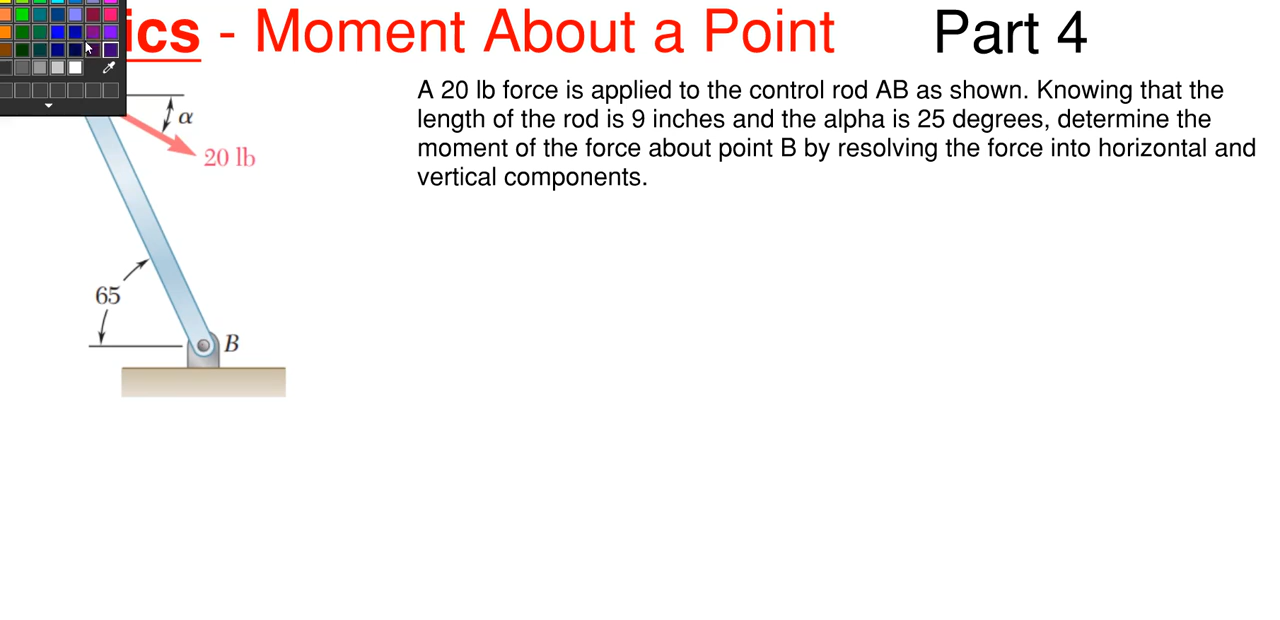 ics - Moment About a Point Part 4
A 20 lb force is applied to the control rod AB as shown. Knowing that the
length of the rod is 9 inches and the alpha is 25 degrees, determine the
moment of the force about point B by resolving the force into horizontal and
vertical components.
α
20 lb
65
B